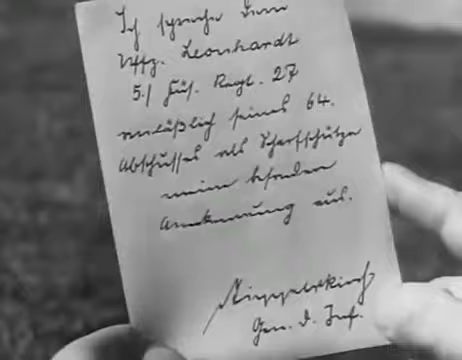 Ich spreche dem
Uffz. Leonhardt
5./ Füs. Regt. 27
anläßlich seines 64.
Abschusses als Scharfschütze
meine besondere
Anerkennung aus.
Gen. d. Inf.